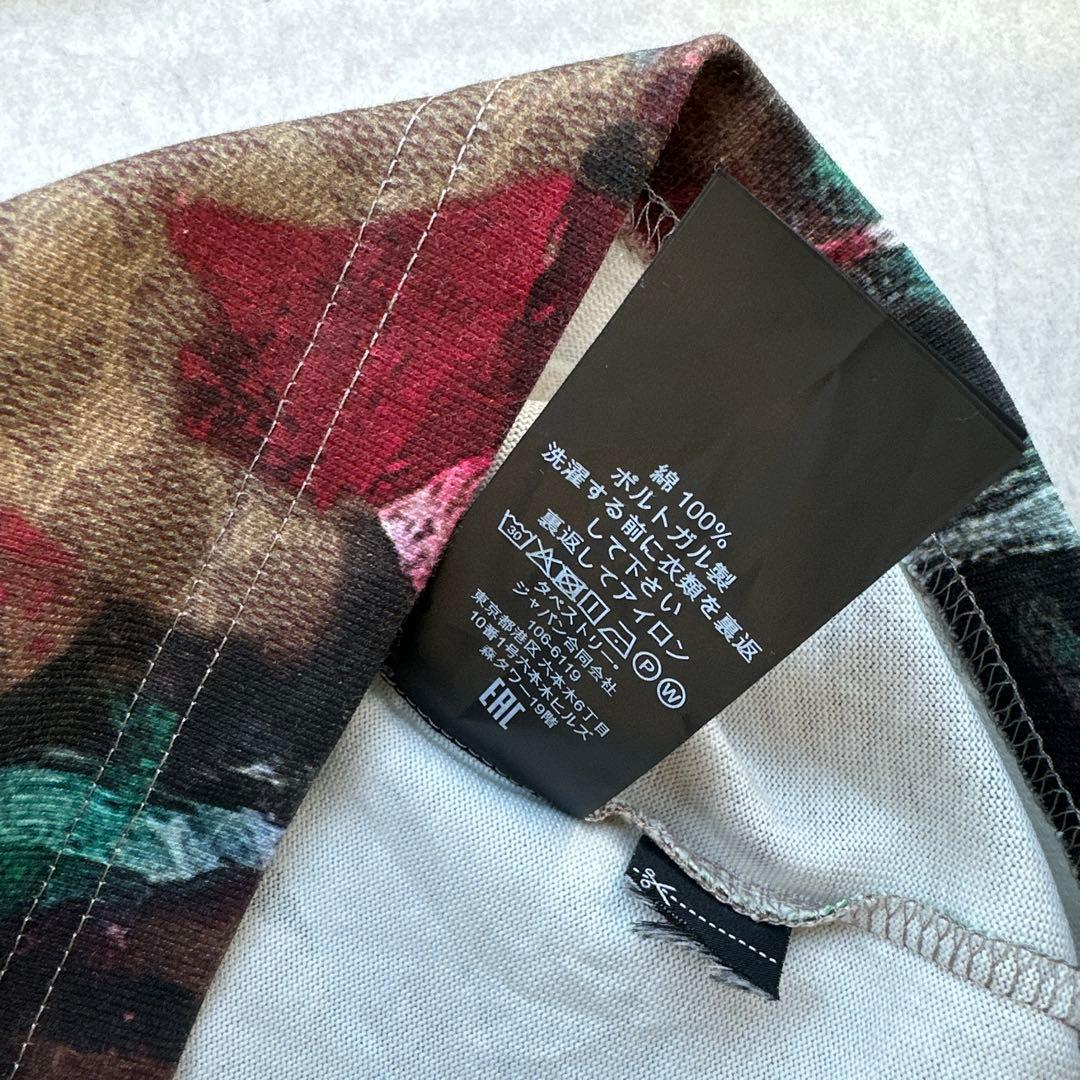 綿 100%
ポルトガル製
洗濯する前に衣類を裏返
して下さい
裏返してアイロン
30 P W
タペストリー
ジャパン合同会社
106-6119
東京都港区六本木6丁目
10番1号六本木ヒルズ
森タワー19階
EAC